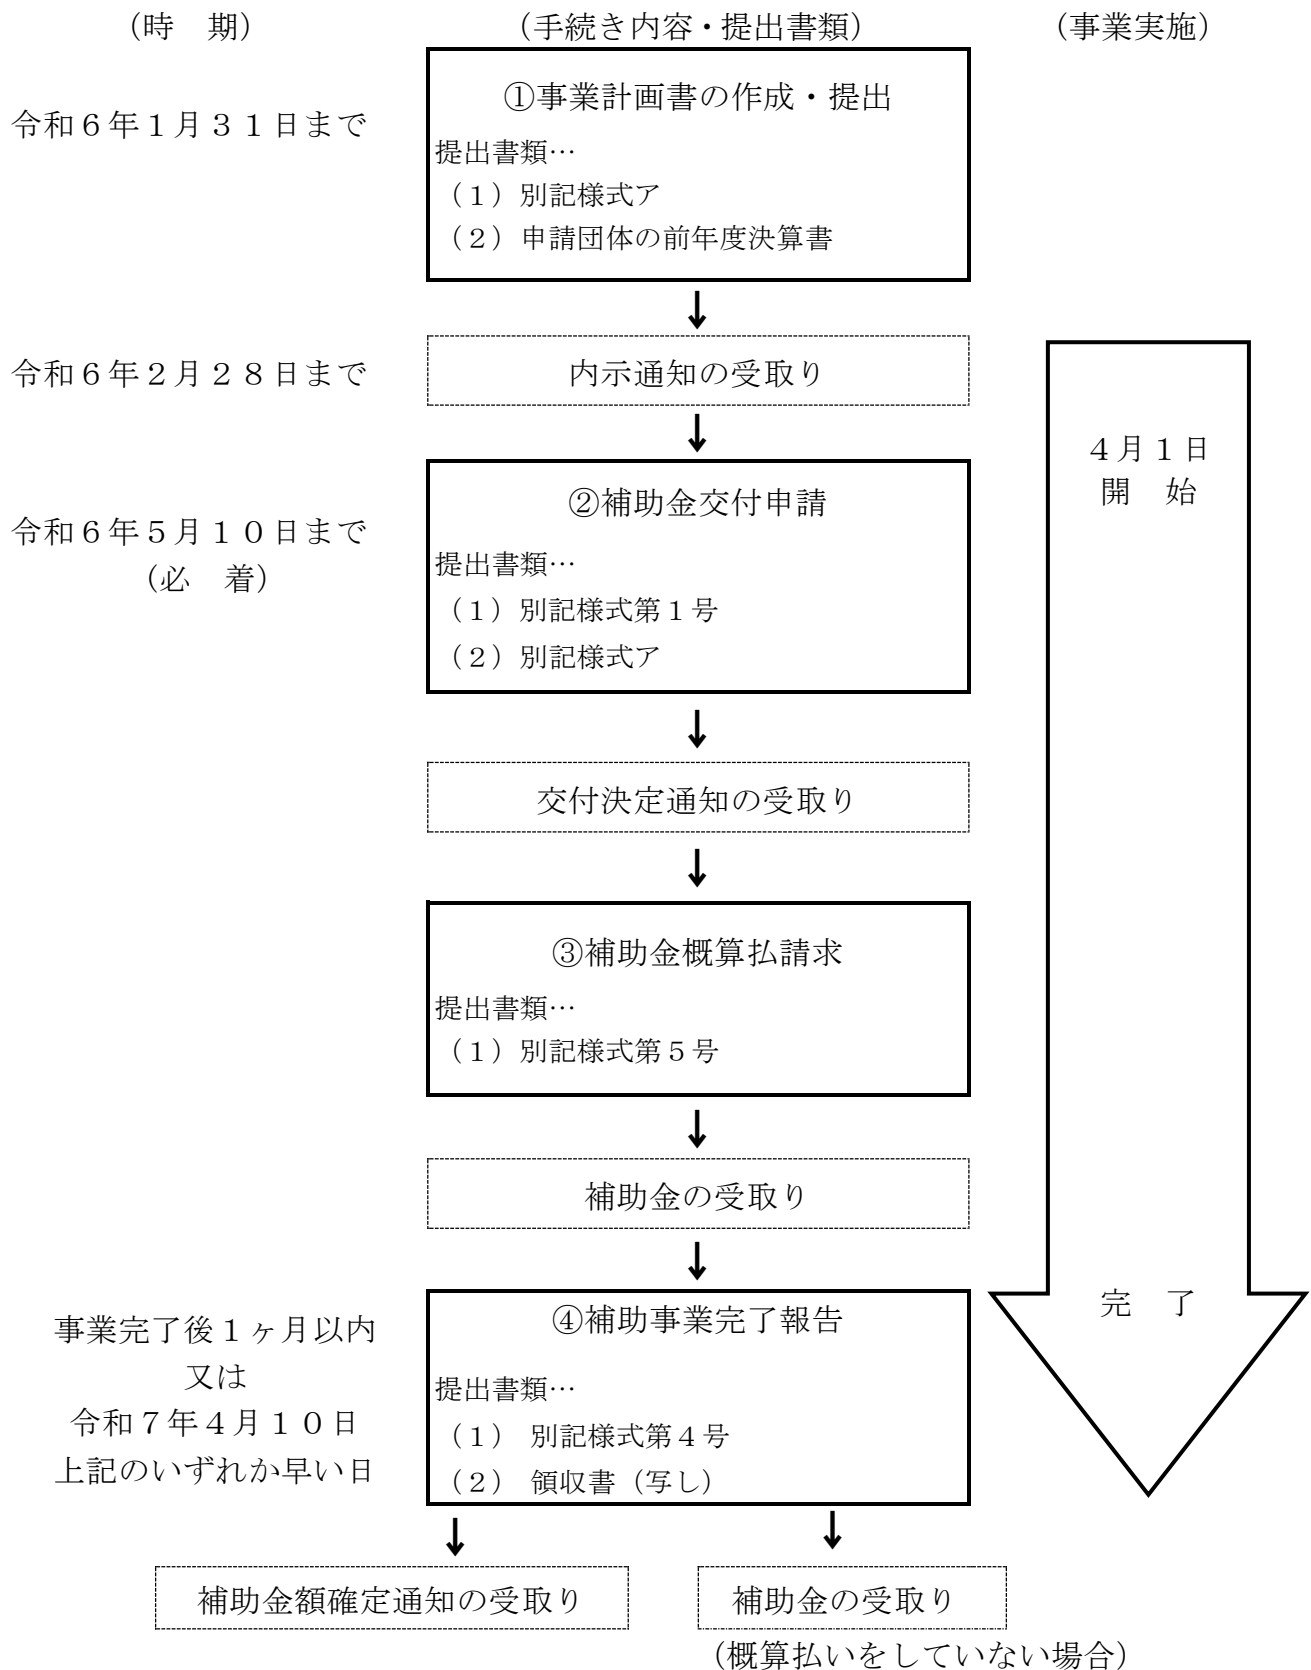 （時　期）
（手続き内容・提出書類）
（事業実施）
令和６年１月３１日まで
①事業計画書の作成・提出
提出書類…
（１）別記様式ア
（２）申請団体の前年度決算書
令和６年２月２８日まで
内示通知の受取り
４月１日
開　始
令和６年５月１０日まで
（必　着）
②補助金交付申請
提出書類…
（１）別記様式第１号
（２）別記様式ア
交付決定通知の受取り
③補助金概算払請求
提出書類…
（１）別記様式第５号
補助金の受取り
完　了
事業完了後１ヶ月以内
又は
令和７年４月１０日
上記のいずれか早い日
④補助事業完了報告
提出書類…
（１）　別記様式第４号
（２）　領収書（写し）
補助金額確定通知の受取り
補助金の受取り
（概算払いをしていない場合）